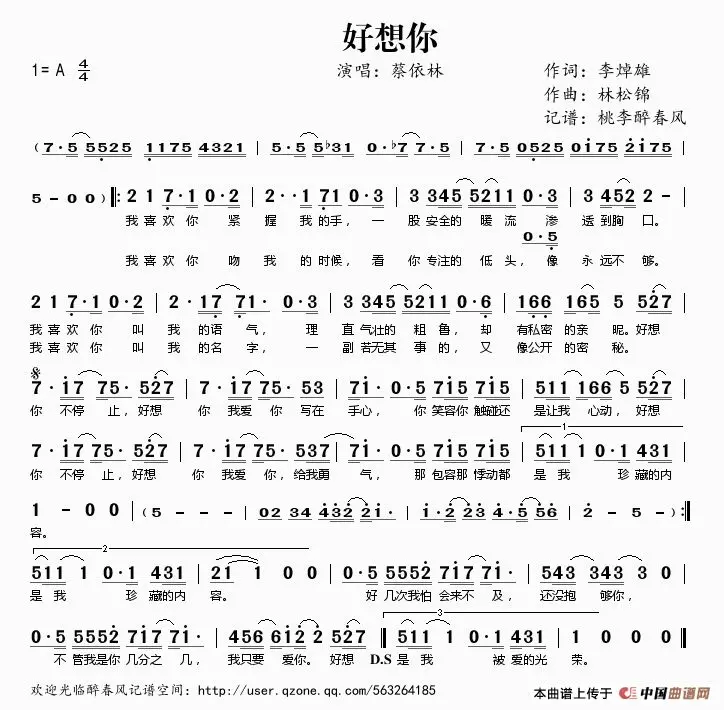 好想你
1= A 4/4 演唱：蔡依林 作词：李焯雄
作曲：林松锦
记谱：桃李醉春风
( 7·5 5525 1175 4321 | 5·5 5♭31 0·♭7 7·5 | 7·5 0525 0i75 2i75 |
5 - 0 0 ) ‖: 2 1 7·1 0·2 | 2· ·1 71 0·3 | 3 345 5211 0·3 | 3 452 2 - |
我喜欢你 紧 握 我的手，一 股安全的 暖流 渗 透到胸 口。
0·5
我喜欢你 吻 我 的时候，看 你专注的 低头，像 永远不够。
2 1 7·1 0·2 | 2· 17 71· 0·3 | 3 345 5211 0·6 | 166 165 5 527 |
我喜欢你 叫 我 的语气，理 直气壮的 粗鲁，却 有私密的亲昵。好想
我喜欢你 叫 我 的名字，一 副若无其事的，又 像公开的密秘。
7· i7 75· 527 | 7· i7 75· 53 | 7i· 0·5 7i5 7i5 | 511 166 5 527 |
你 不停 止，好想 你 我爱你 写在 手心，你 笑容你 触碰还 是让我 心动，好想
7· i7 75· 527 | 7· i7 75· 537 | 7 i· 0·5 7i5 7i5 | 511 1 0·1 431 |
1.
你 不停 止，好想 你 我爱你，给我勇 气，那 包容那 悸动都 是我 珍藏的内
1 - 0 0 | (5 - - - | 02 34 432 2i | i·2 23 4·5 56 | 2 - 5 -) :‖
容。
2.
511 1 0·1 431 | 21 1 0 0 | 0·5 5552 7i7 7i· | 543 343 3 0 |
是我 珍藏的内 容。 好 几次我怕 会来不及，还没抱 够你，
3.
0·5 5552 7i7 7i· | 456 6i2 2 527 | 511 1 0·1 431 | 1 0 0 0 ‖
不 管我是你 几分之 几，我只要 爱你。好想 D.S 是我 被爱的光 荣。
欢迎光临醉春风记谱空间：http://user.qzone.qq.com/563264185
本曲谱上传于 中国曲谱网